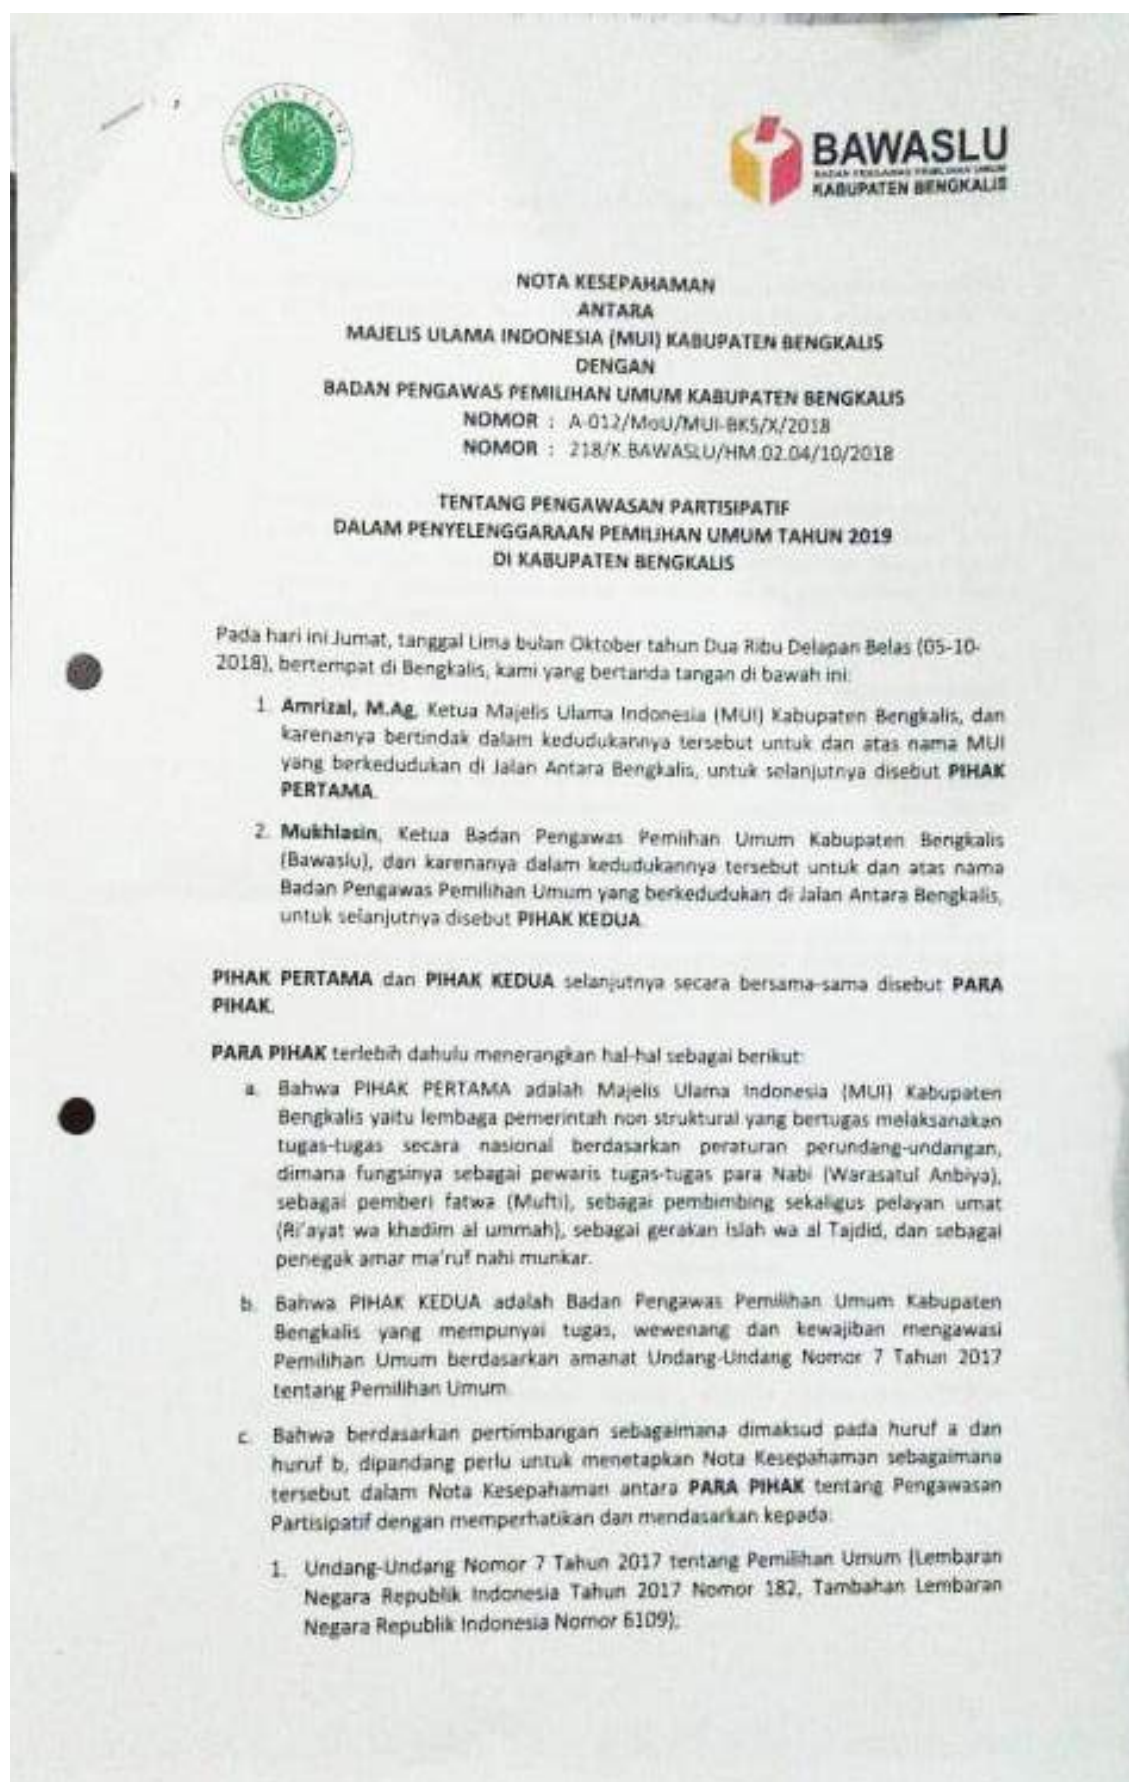 MAJELIS ULAMA
INDONESIA
BAWASLU
BADAN PENGAWAS PEMILIHAN UMUM
KABUPATEN BENGKALIS
NOTA KESEPAHAMAN
ANTARA
MAJELIS ULAMA INDONESIA (MUI) KABUPATEN BENGKALIS
DENGAN
BADAN PENGAWAS PEMILIHAN UMUM KABUPATEN BENGKALIS
NOMOR : A-012/MoU/MUI-BKS/X/2018
NOMOR : 218/K.BAWASLU/HM.02.04/10/2018
TENTANG PENGAWASAN PARTISIPATIF
DALAM PENYELENGGARAAN PEMILIHAN UMUM TAHUN 2019
DI KABUPATEN BENGKALIS
Pada hari ini Jumat, tanggal Lima bulan Oktober tahun Dua Ribu Delapan Belas (05-10-
2018), bertempat di Bengkalis, kami yang bertanda tangan di bawah ini:
1. Amrizal, M.Ag, Ketua Majelis Ulama Indonesia (MUI) Kabupaten Bengkalis, dan
karenanya bertindak dalam kedudukannya tersebut untuk dan atas nama MUI
yang berkedudukan di Jalan Antara Bengkalis, untuk selanjutnya disebut PIHAK
PERTAMA.
2. Mukhlasin, Ketua Badan Pengawas Pemiihan Umum Kabupaten Bengkalis
(Bawaslu), dan karenanya dalam kedudukannya tersebut untuk dan atas nama
Badan Pengawas Pemilihan Umum yang berkedudukan di Jalan Antara Bengkalis,
untuk selanjutnya disebut PIHAK KEDUA.
PIHAK PERTAMA dan PIHAK KEDUA selanjutnya secara bersama-sama disebut PARA
PIHAK.
PARA PIHAK terlebih dahulu menerangkan hal-hal sebagai berikut:
a. Bahwa PIHAK PERTAMA adalah Majelis Ulama Indonesia (MUI) Kabupaten
Bengkalis yaitu lembaga pemerintah non struktural yang bertugas melaksanakan
tugas-tugas secara nasional berdasarkan peraturan perundang-undangan,
dimana fungsinya sebagai pewaris tugas-tugas para Nabi (Warasatul Anbiya),
sebagai pemberi fatwa (Mufti), sebagai pembimbing sekaligus pelayan umat
(Ri'ayat wa khadim al ummah), sebagai gerakan Islah wa al Tajdid, dan sebagai
penegak amar ma'ruf nahi munkar.
b. Bahwa PIHAK KEDUA adalah Badan Pengawas Pemilihan Umum Kabupaten
Bengkalis yang mempunyai tugas, wewenang dan kewajiban mengawasi
Pemilihan Umum berdasarkan amanat Undang-Undang Nomor 7 Tahun 2017
tentang Pemilihan Umum.
c. Bahwa berdasarkan pertimbangan sebagaimana dimaksud pada huruf a dan
huruf b, dipandang perlu untuk menetapkan Nota Kesepahaman sebagaimana
tersebut dalam Nota Kesepahaman antara PARA PIHAK tentang Pengawasan
Partisipatif dengan memperhatikan dan mendasarkan kepada:
1. Undang-Undang Nomor 7 Tahun 2017 tentang Pemilihan Umum (Lembaran
Negara Republik Indonesia Tahun 2017 Nomor 182, Tambahan Lembaran
Negara Republik Indonesia Nomor 6109);